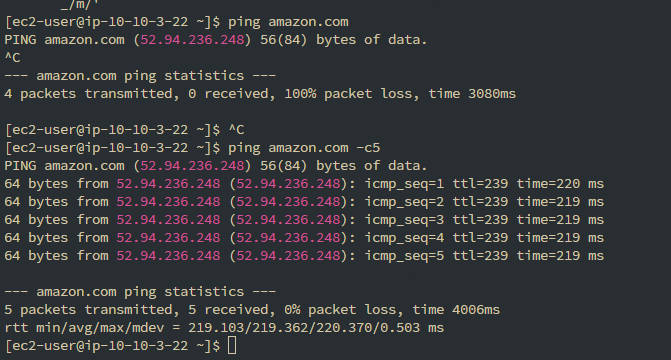 _/m/'
[ec2-user@ip-10-10-3-22 ~]$ ping amazon.com
PING amazon.com (52.94.236.248) 56(84) bytes of data.
^C
--- amazon.com ping statistics ---
4 packets transmitted, 0 received, 100% packet loss, time 3080ms

[ec2-user@ip-10-10-3-22 ~]$ ^C
[ec2-user@ip-10-10-3-22 ~]$ ping amazon.com -c5
PING amazon.com (52.94.236.248) 56(84) bytes of data.
64 bytes from 52.94.236.248 (52.94.236.248): icmp_seq=1 ttl=239 time=220 ms
64 bytes from 52.94.236.248 (52.94.236.248): icmp_seq=2 ttl=239 time=219 ms
64 bytes from 52.94.236.248 (52.94.236.248): icmp_seq=3 ttl=239 time=219 ms
64 bytes from 52.94.236.248 (52.94.236.248): icmp_seq=4 ttl=239 time=219 ms
64 bytes from 52.94.236.248 (52.94.236.248): icmp_seq=5 ttl=239 time=219 ms

--- amazon.com ping statistics ---
5 packets transmitted, 5 received, 0% packet loss, time 4006ms
rtt min/avg/max/mdev = 219.103/219.362/220.370/0.503 ms
[ec2-user@ip-10-10-3-22 ~]$